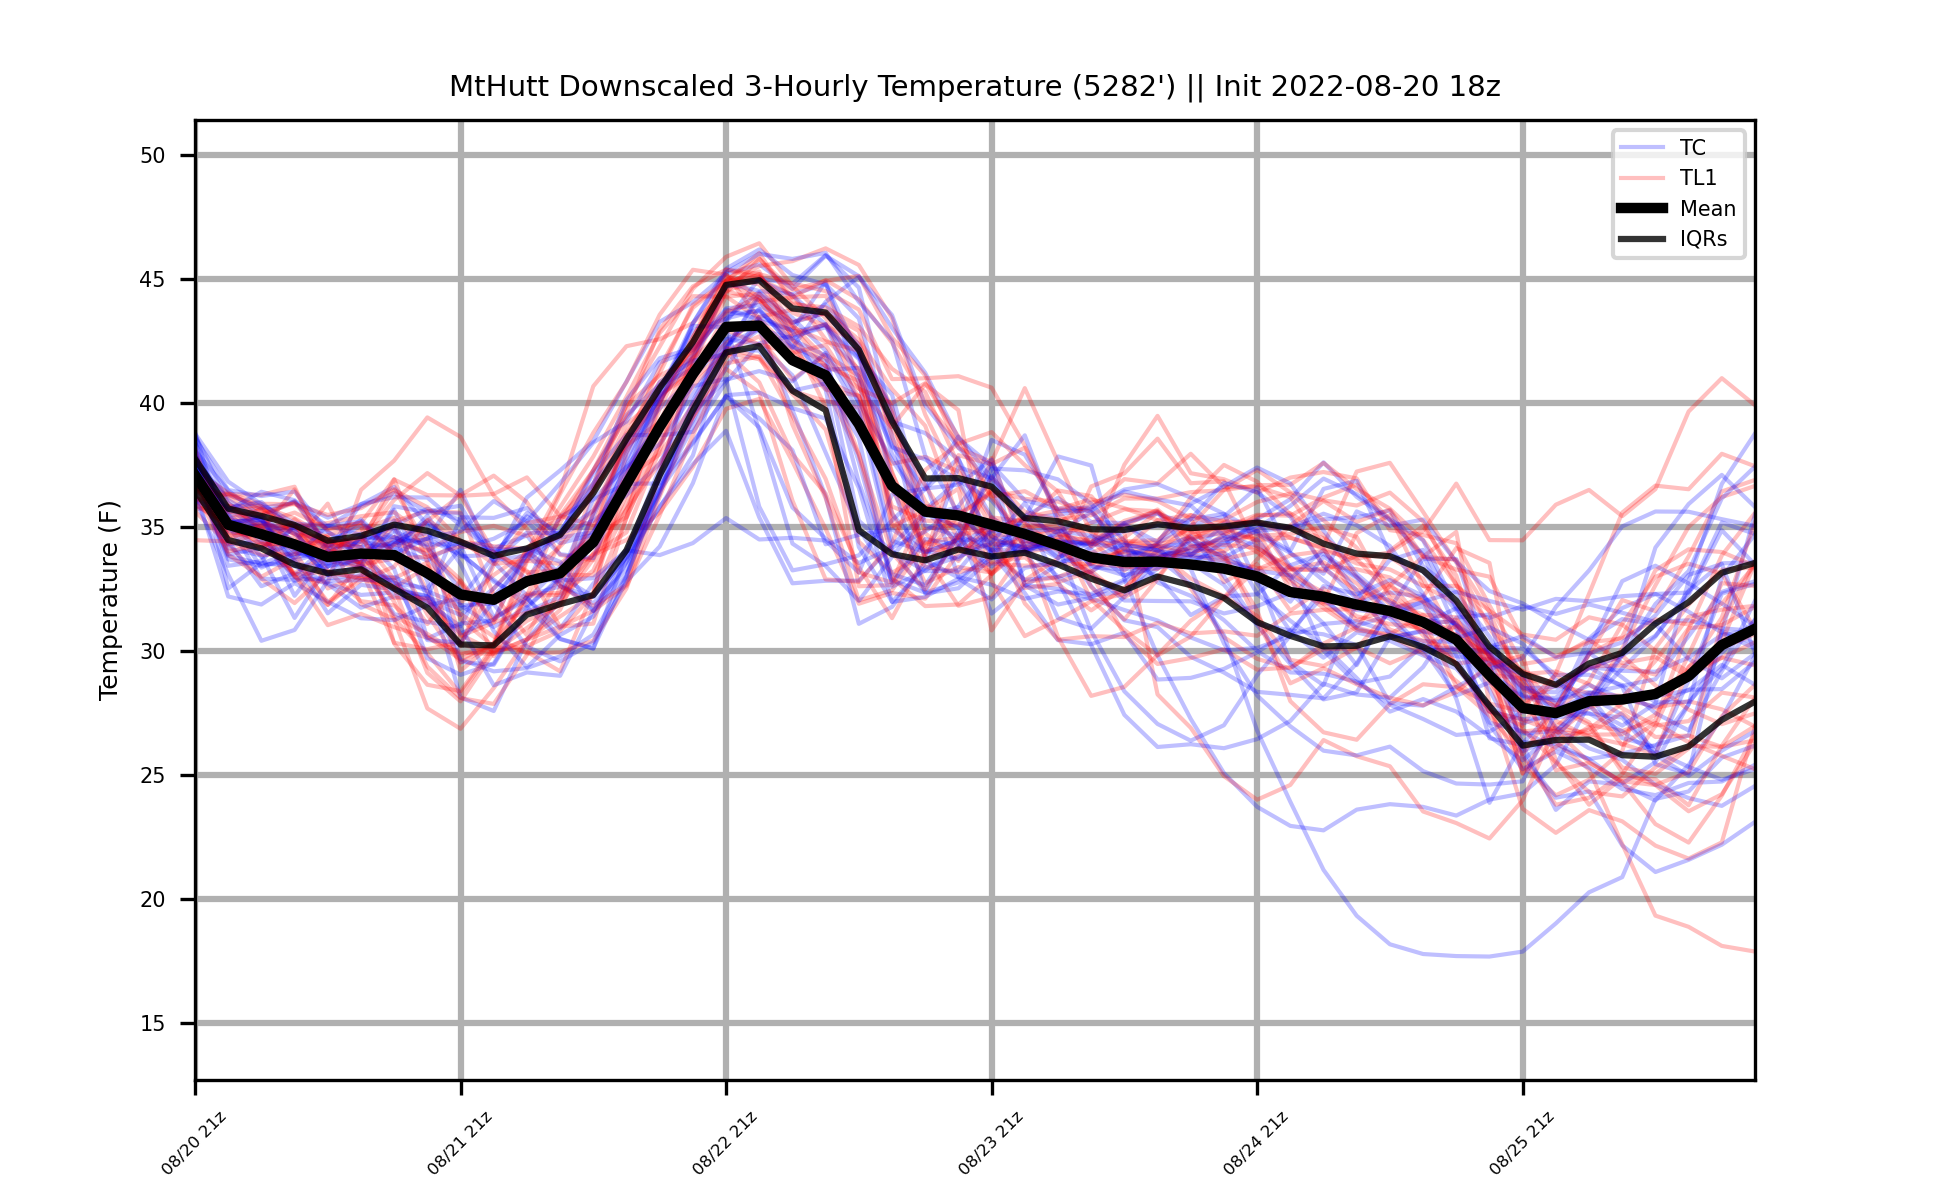 MtHutt Downscaled 3-Hourly Temperature (5282') || Init 2022-08-20 18z
TC
TL1
Mean
IQRs
Temperature (F)
50
45
40
35
30
25
20
15
08/20 21z
08/21 21z
08/22 21z
08/23 21z
08/24 21z
08/25 21z